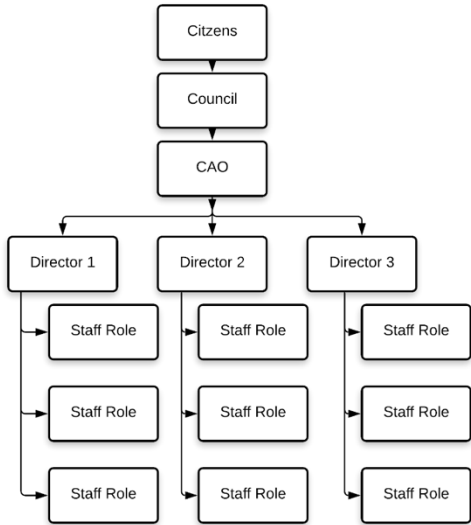 Citzens
Council
CAO
Director 1
Director 2
Director 3
Staff Role
Staff Role
Staff Role
Staff Role
Staff Role
Staff Role
Staff Role
Staff Role
Staff Role